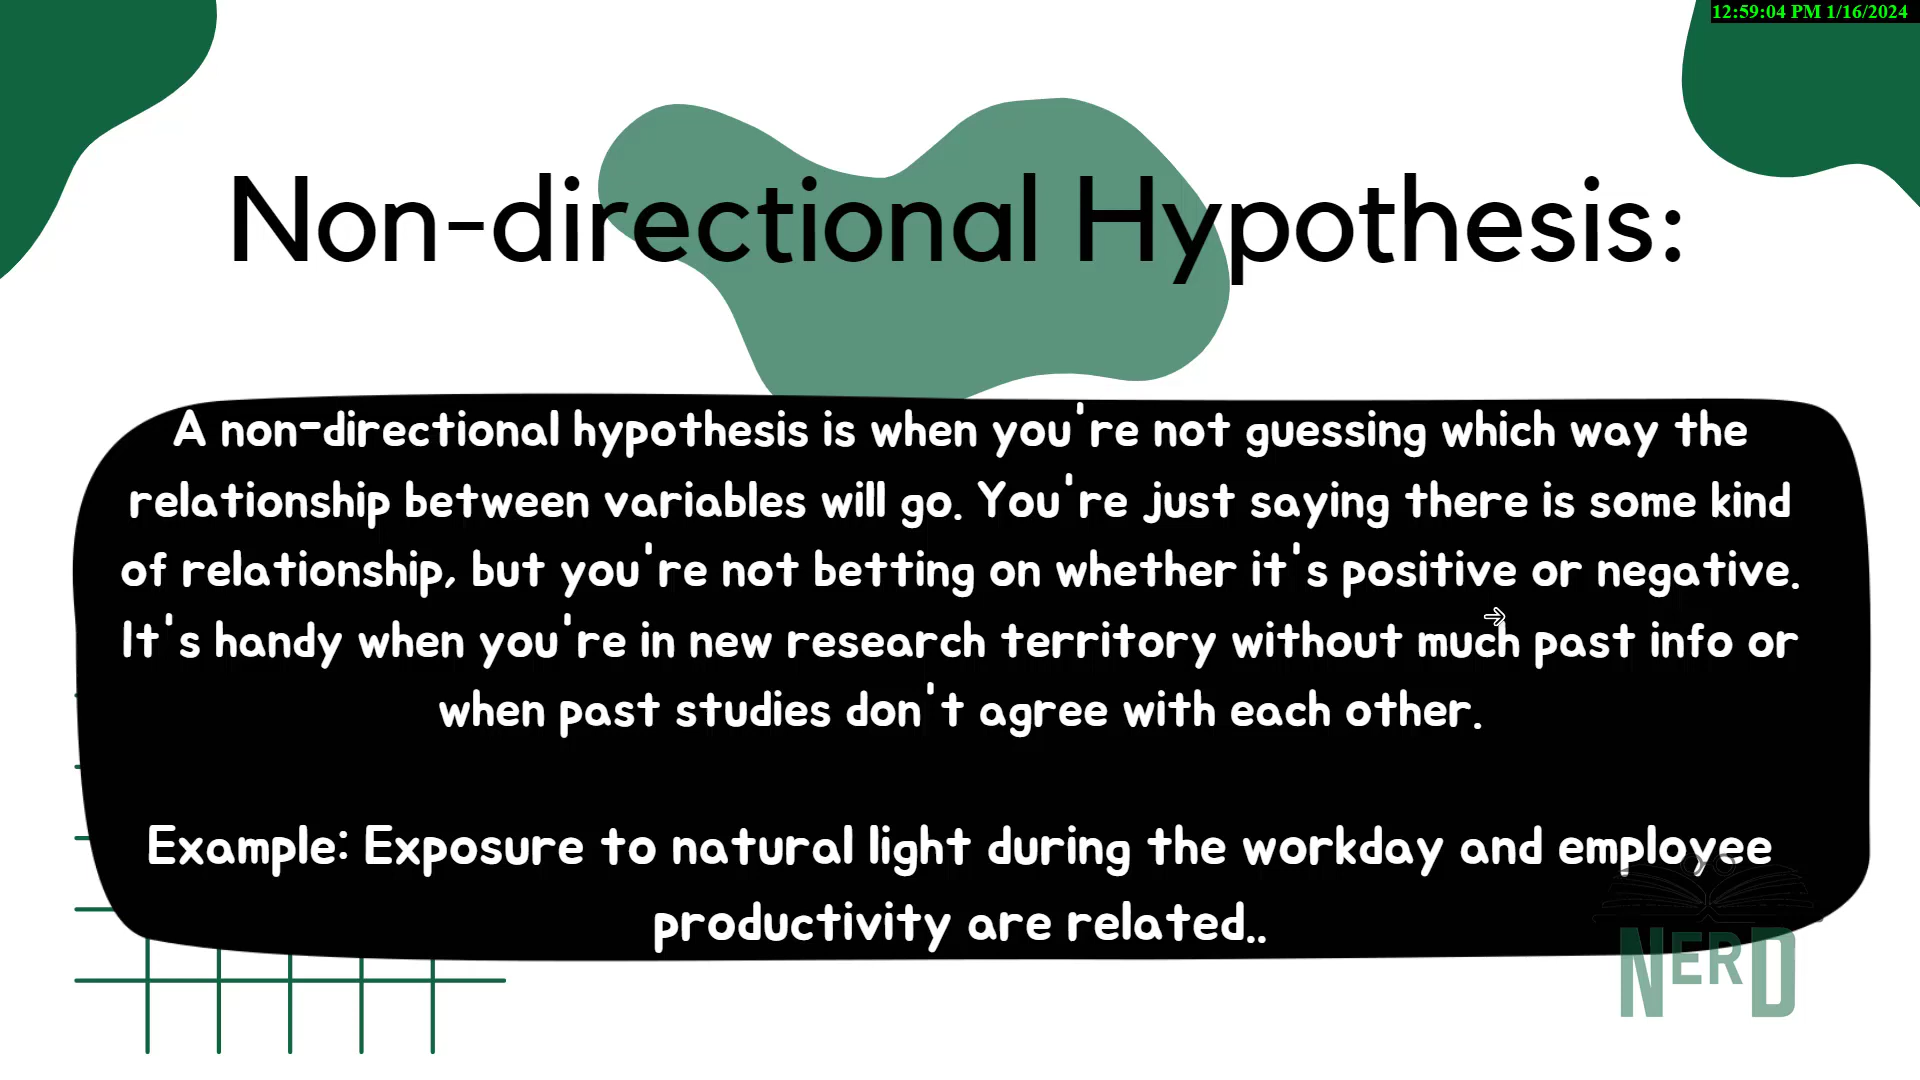 12:59:04 PM 1/16/2024
Non-directional Hypothesis:
A non-directional hypothesis is when you're not guessing which way the
relationship between variables will go. You're just saying there is some kind
of relationship, but you're not betting on whether it's positive or negative.
It's handy when you're in new research territory without much past info or
when past studies don't agree with each other.
Example: Exposure to natural light during the workday and employee
productivity are related..
NERD